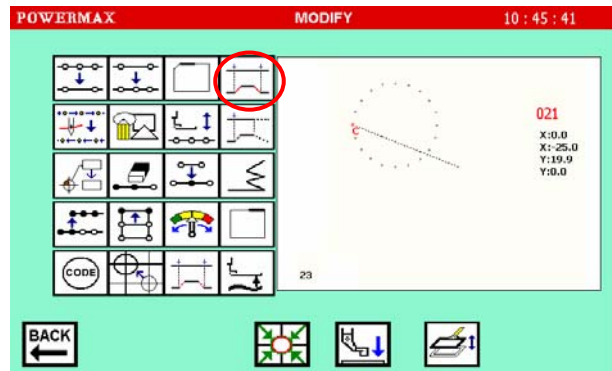 POWERMAX MODIFY 10 : 45 : 41
021
X:0.0
X:-25.0
Y:19.9
Y:0.0
C
CODE
23
BACK